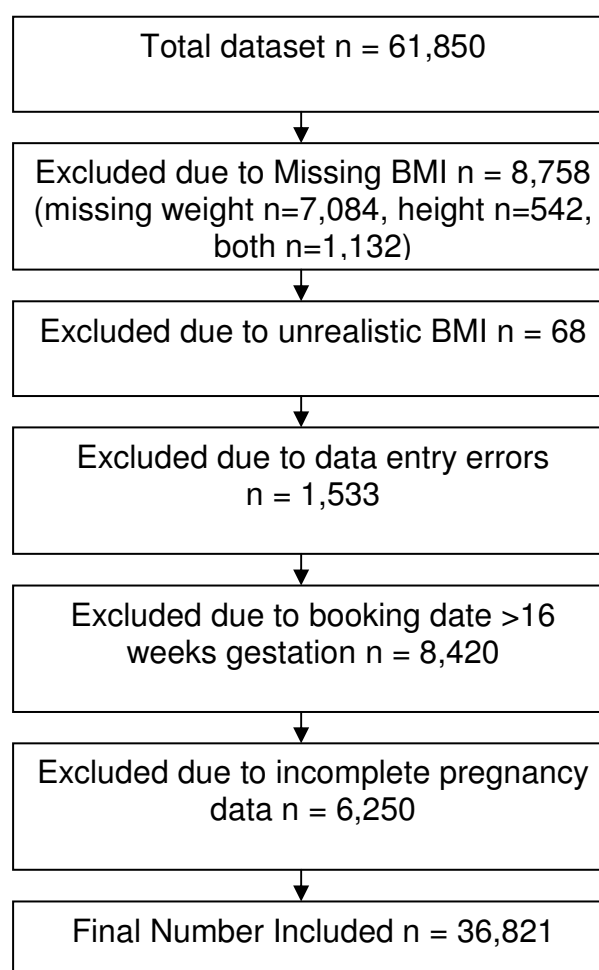 Total dataset n = 61,850
Excluded due to Missing BMI n = 8,758
(missing weight n=7,084, height n=542,
both n=1,132)
Excluded due to unrealistic BMI n = 68
Excluded due to data entry errors
n = 1,533
Excluded due to booking date >16
weeks gestation n = 8,420
Excluded due to incomplete pregnancy
data n = 6,250
Final Number Included n = 36,821